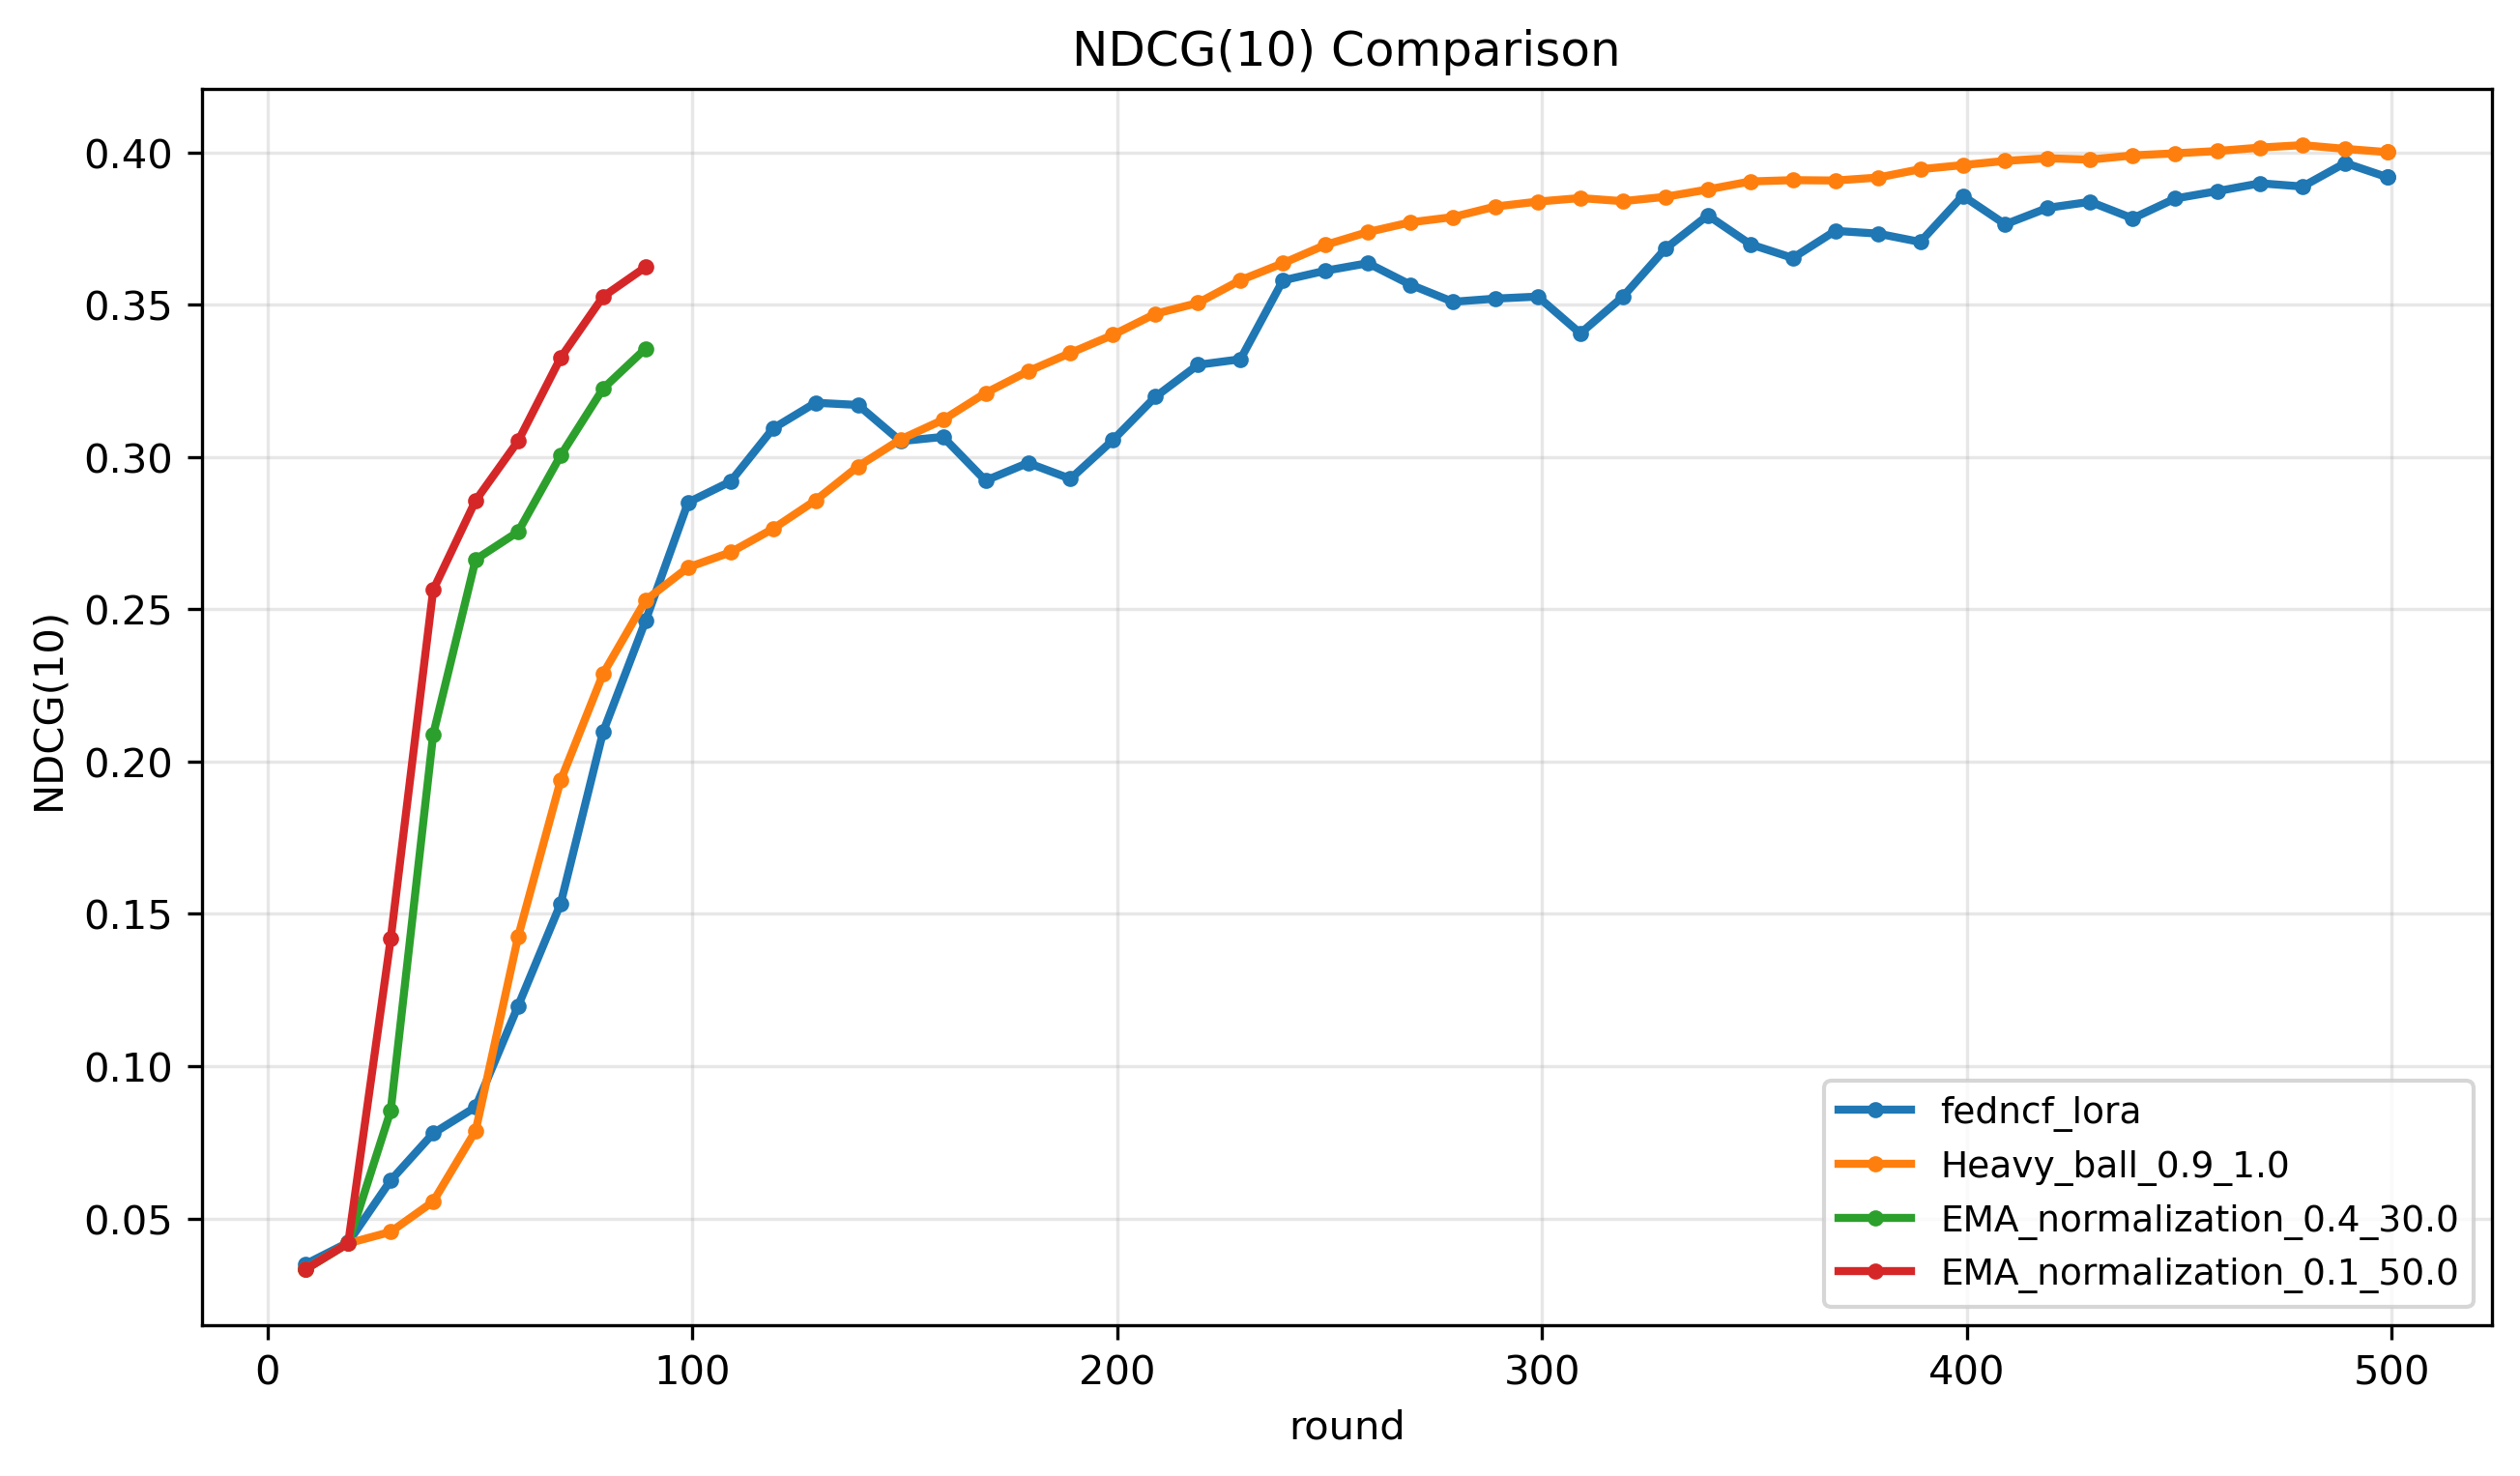 NDCG(10) Comparison
NDCG(10)
0.40
0.35
0.30
0.25
0.20
0.15
0.10
0.05
0
100
200
300
400
500
round
fedncf_lora
Heavy_ball_0.9_1.0
EMA_normalization_0.4_30.0
EMA_normalization_0.1_50.0